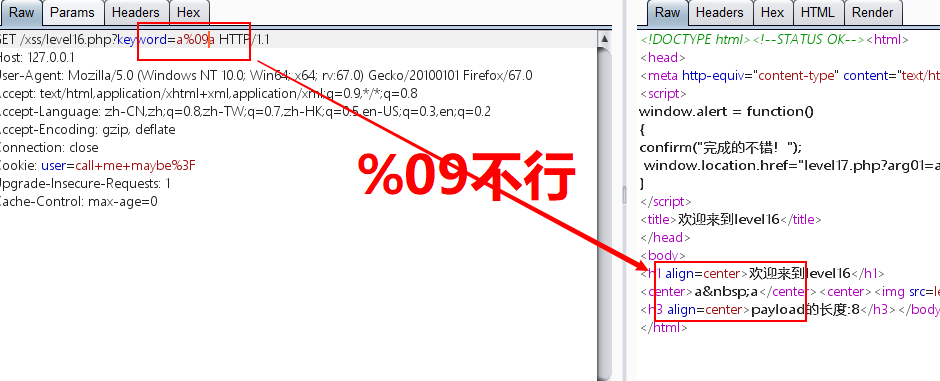 Raw Params Headers Hex
GET /xss/level16.php?keyword=a%09a HTTP/1.1
Host: 127.0.0.1
User-Agent: Mozilla/5.0 (Windows NT 10.0; Win64; x64; rv:67.0) Gecko/20100101 Firefox/67.0
Accept: text/html,application/xhtml+xml,application/xml;q=0.9,*/*;q=0.8
Accept-Language: zh-CN,zh;q=0.8,zh-TW;q=0.7,zh-HK;q=0.5,en-US;q=0.3,en;q=0.2
Accept-Encoding: gzip, deflate
Connection: close
Cookie: user=call+me+maybe%3F
Upgrade-Insecure-Requests: 1
Cache-Control: max-age=0
%09不行
Raw Headers Hex HTML Render
<!DOCTYPE html><!--STATUS OK--><html>
<head>
<meta http-equiv="content-type" content="text/ht
<script>
window.alert = function()
{
confirm("完成的不错！");
window.location.href="level17.php?arg01=a
}
</script>
<title>欢迎来到level16</title>
</head>
<body>
<h1 align=center>欢迎来到level16</h1>
<center>a&nbsp;a</center><center><img src=le
<h3 align=center>payload的长度:8</h3></body
</html>